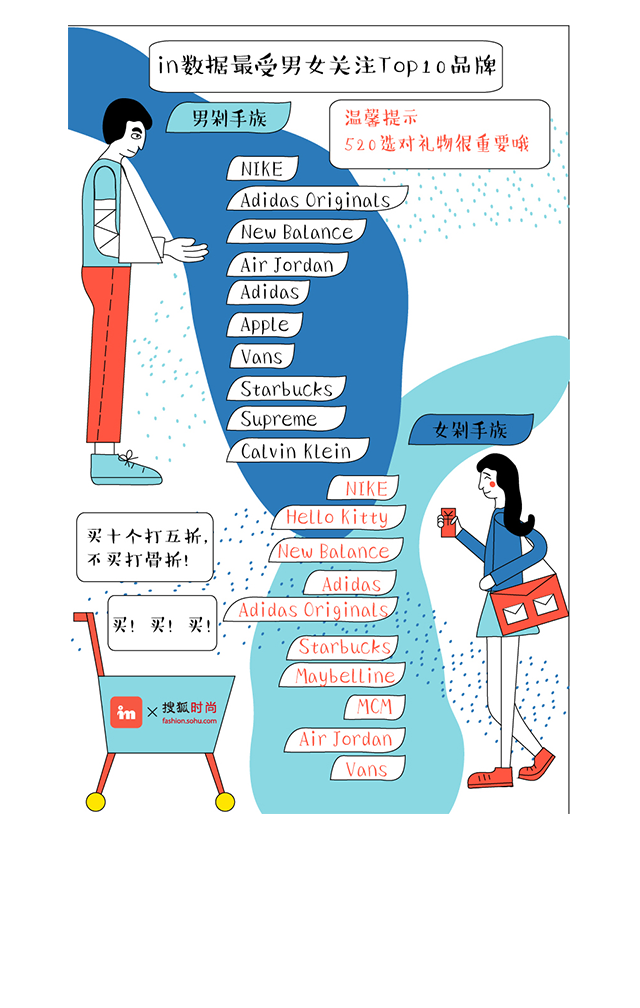 in数据最受男女关注Top10品牌
男剁手族
温馨提示
520选对礼物很重要哦
NIKE
Adidas Originals
New Balance
Air Jordan
Adidas
Apple
Vans
Starbucks
Supreme
Calvin Klein
女剁手族
NIKE
Hello Kitty
New Balance
Adidas
Adidas Originals
Starbucks
Maybelline
MCM
Air Jordan
Vans
买十个打五折,
不买打骨折!
买! 买! 买!
in × 搜狐时尚
fashion.sohu.com